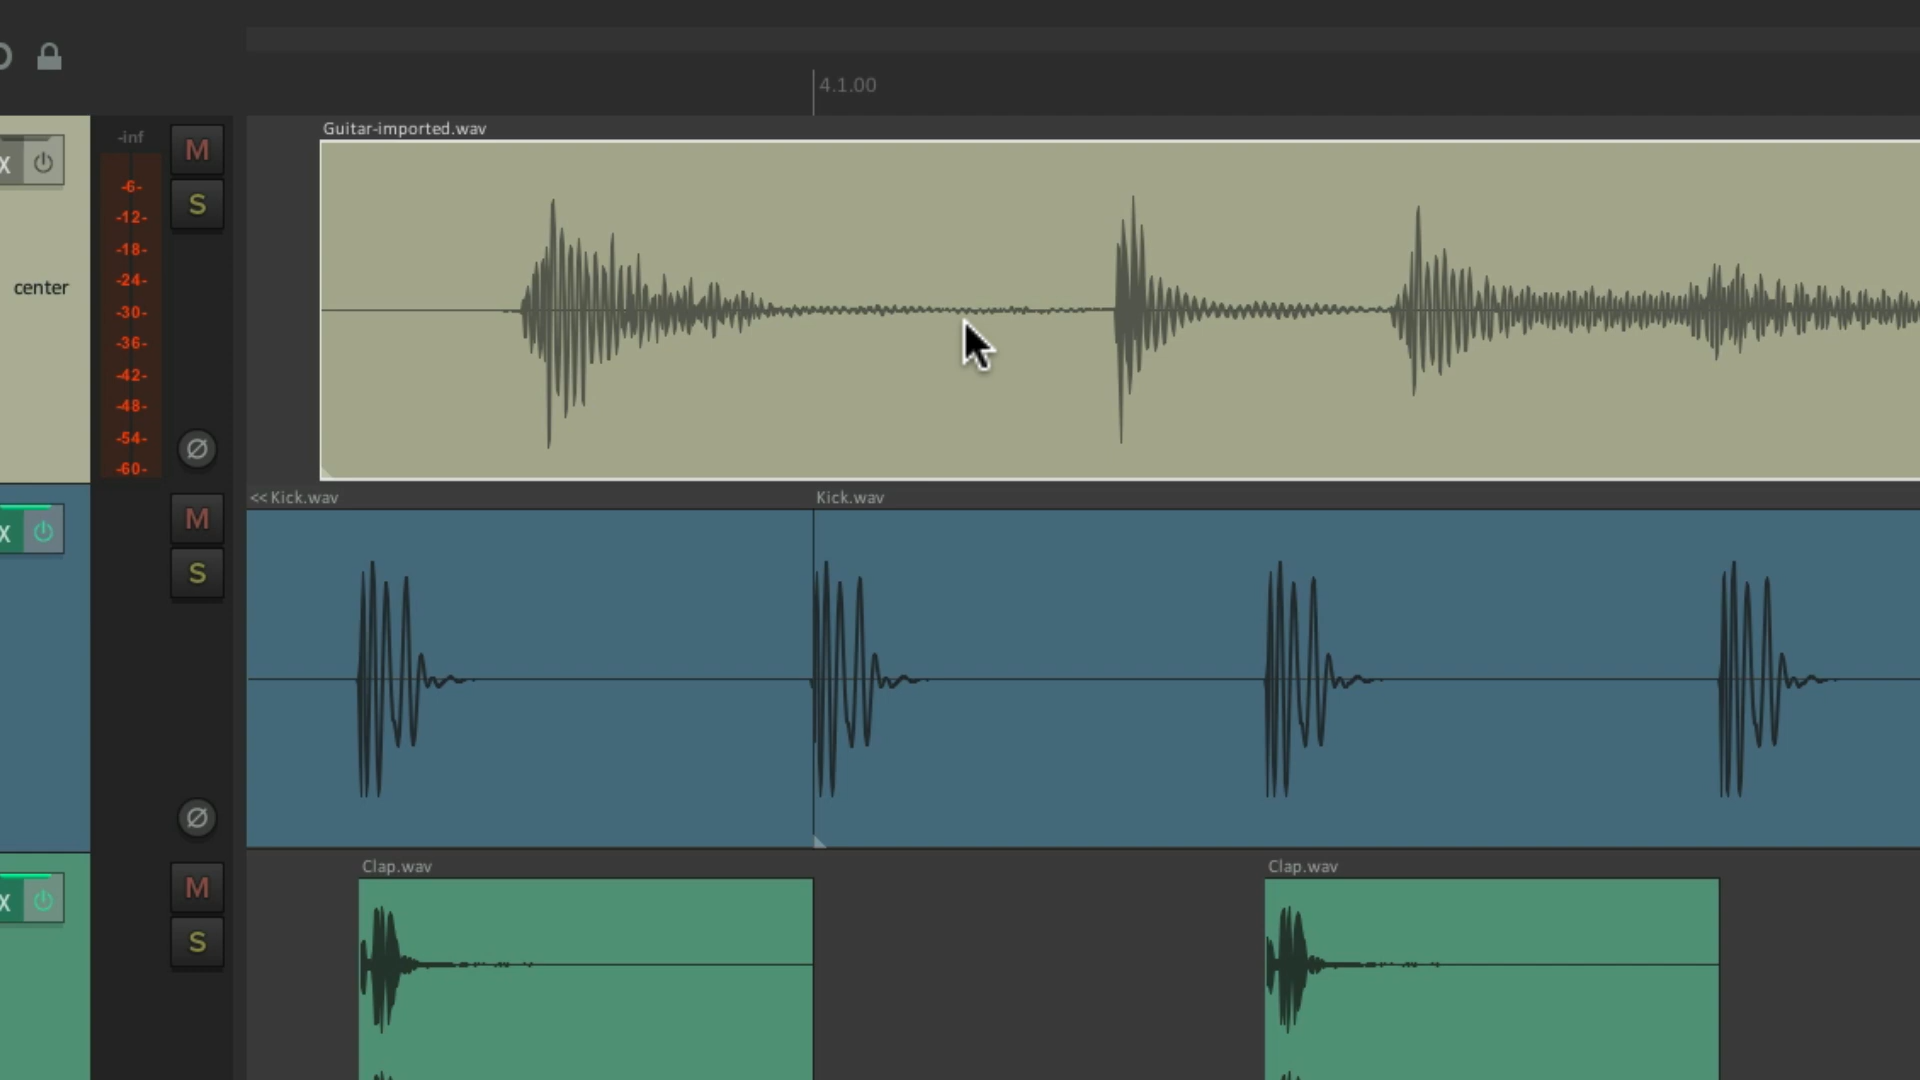 4.1.00
Guitar-imported.wav
-inf
M
X
-6-
S
-12-
-18-
-24-
center
-30-
-36-
-42-
-48-
-54-
-60-
Ø
<< Kick.wav
Kick.wav
M
X
S
Ø
Clap.wav
Clap.wav
M
X
S